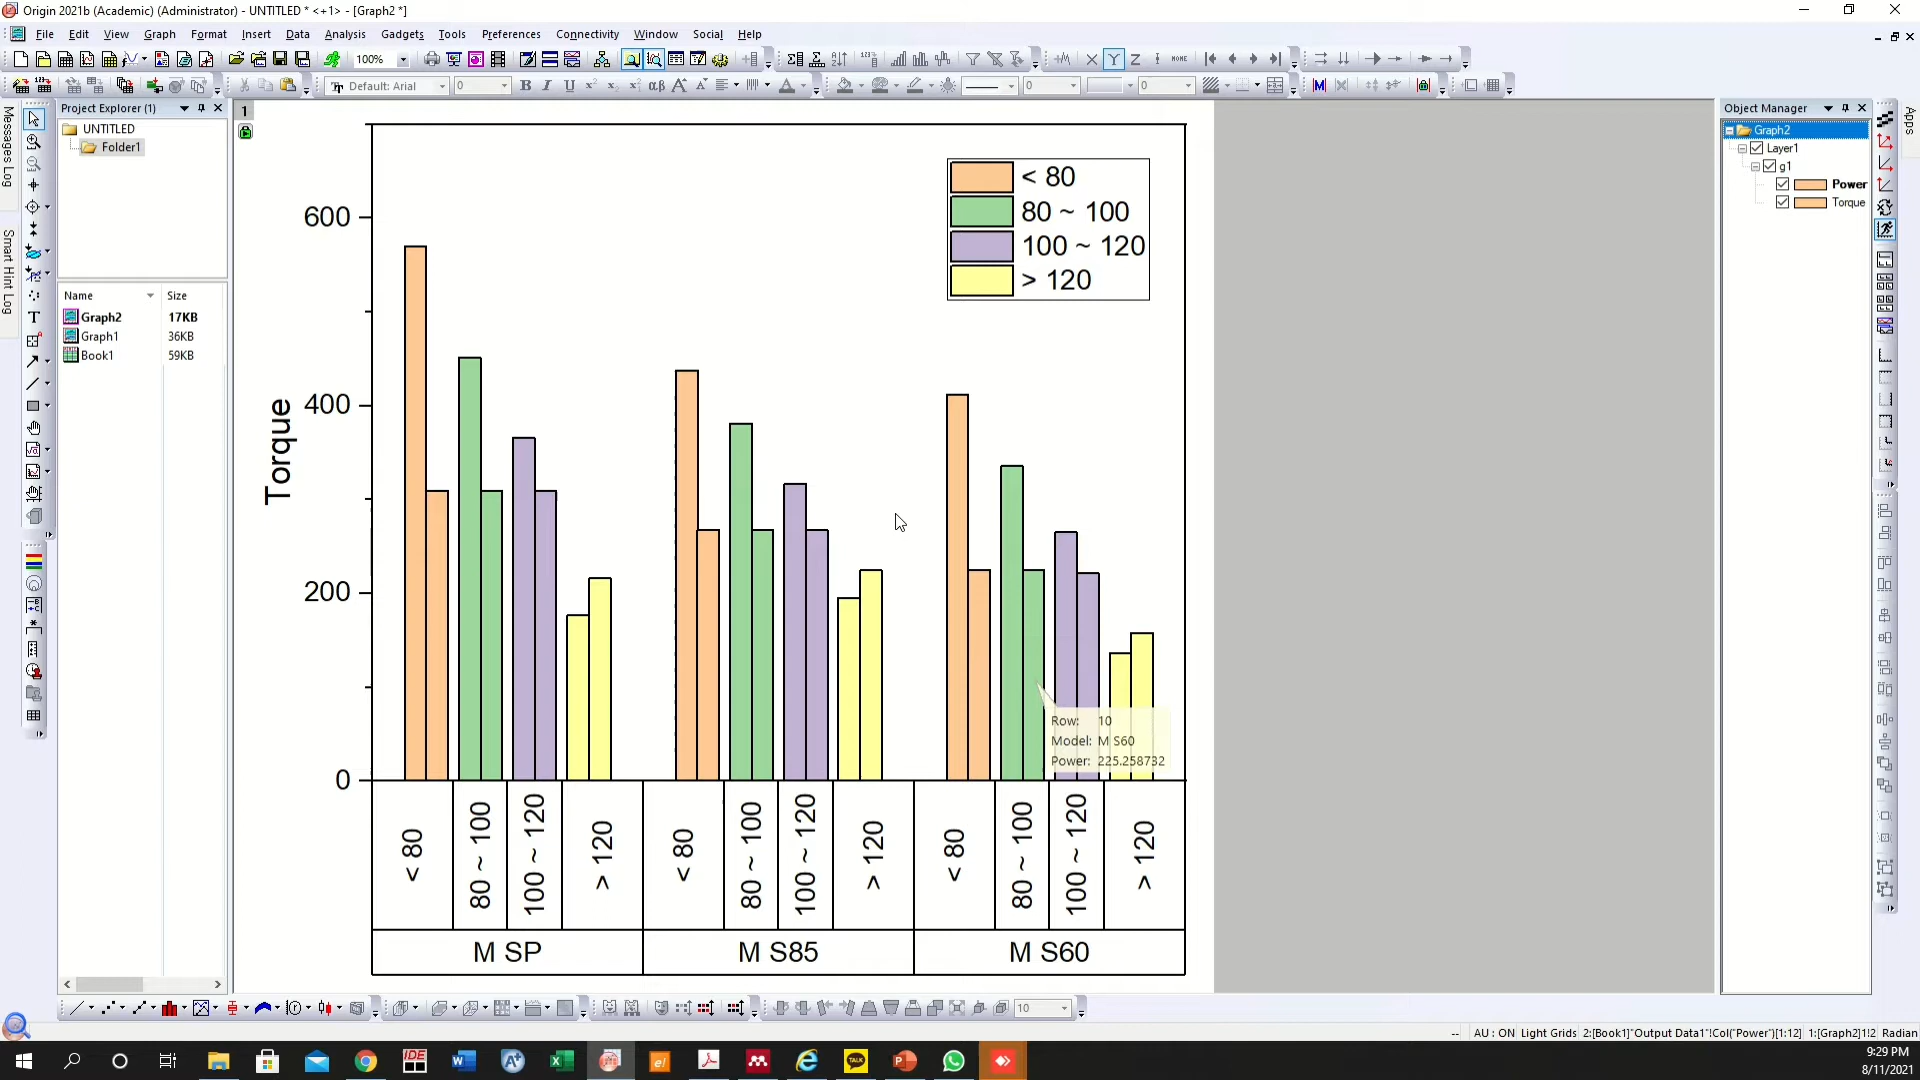 Origin 2021b (Academic) (Administrator) - UNTITLED * <+1> - [Graph2 *]
File Edit View Graph Format Insert Data Analysis Gadgets Tools Preferences Connectivity Window Social Help
100%
Default: Arial 0 B I U αβ 0 0
Project Explorer (1)
UNTITLED
Folder1
Name Size
Graph2 17KB
Graph1 36KB
Book1 59KB
Messages Log
Smart Hint Log
1
Torque
600
400
200
0
< 80
80 ~ 100
100 ~ 120
> 120
Row: 10
Model: M S60
Power: 225.258732
< 80 80 ~ 100 100 ~ 120 > 120 < 80 80 ~ 100 100 ~ 120 > 120 < 80 80 ~ 100 100 ~ 120 > 120
M SP M S85 M S60
Object Manager
Graph2
Layer1
g1
Power
Torque
Apps
10
-- AU : ON Light Grids 2:[Book1]"Output Data1"!Col("Power")[1:12] 1:[Graph2]1!2 Radian
9:29 PM
8/11/2021